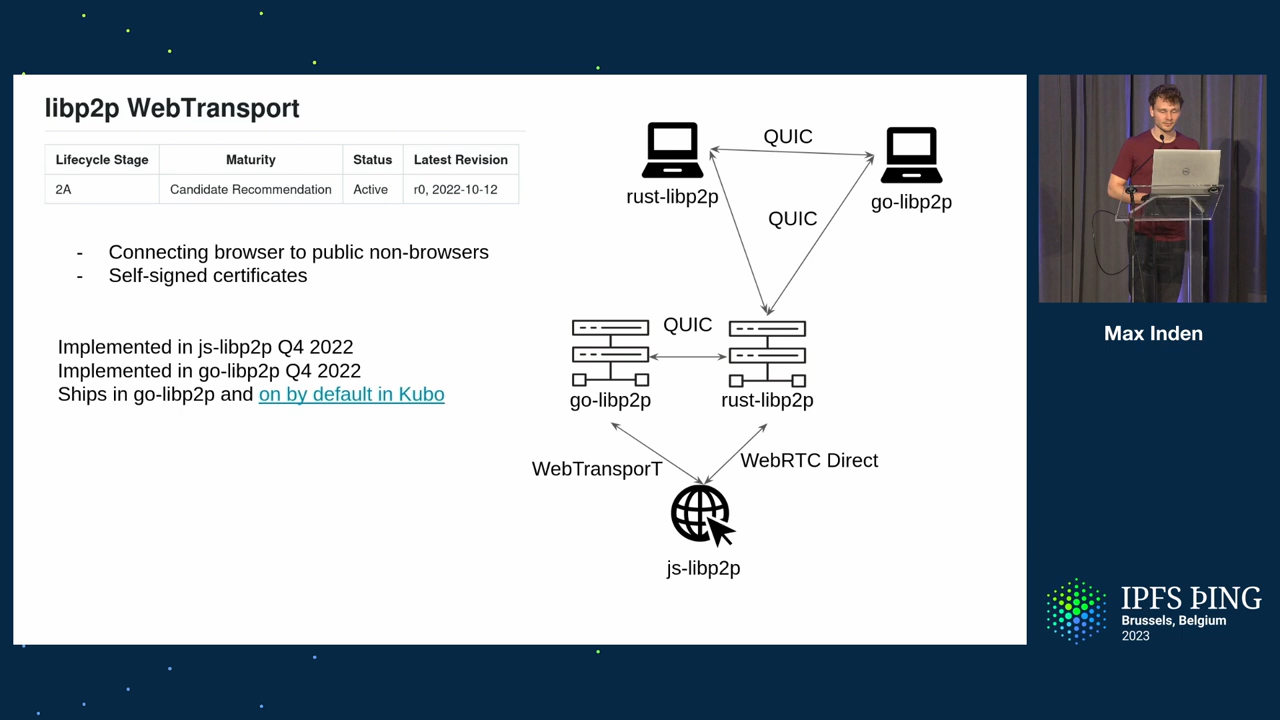 libp2p WebTransport
Lifecycle Stage Maturity Status Latest Revision
2A Candidate Recommendation Active r0, 2022-10-12
- Connecting browser to public non-browsers
- Self-signed certificates
Implemented in js-libp2p Q4 2022
Implemented in go-libp2p Q4 2022
Ships in go-libp2p and on by default in Kubo
QUIC
rust-libp2p
go-libp2p
QUIC
QUIC
go-libp2p
rust-libp2p
WebTransporT
WebRTC Direct
js-libp2p
Max Inden
IPFS ÞING
Brussels, Belgium
2023